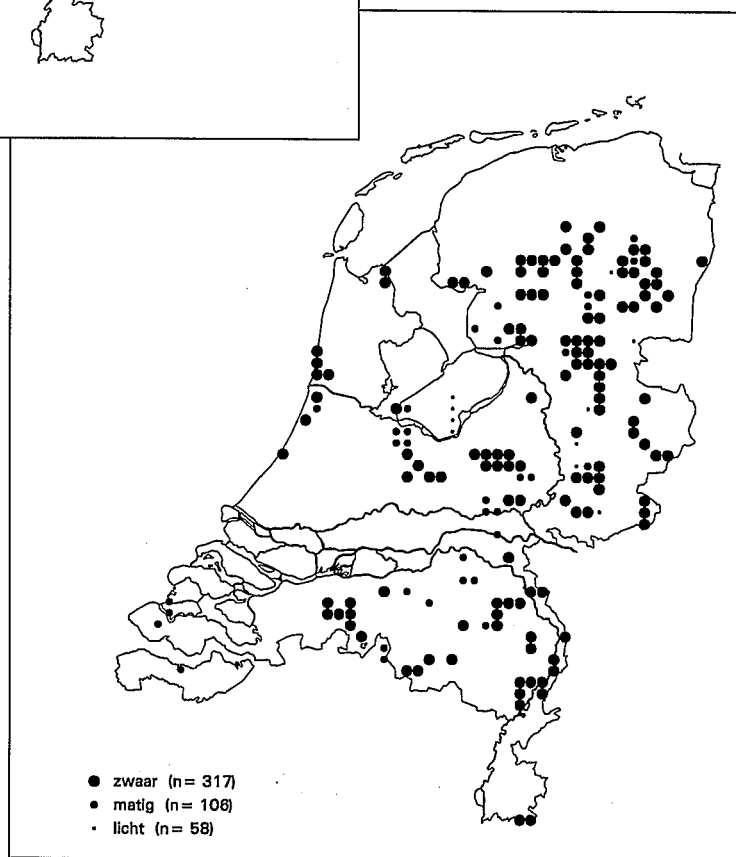 zwaar (n= 317)
matig (n= 106)
licht (n= 58)